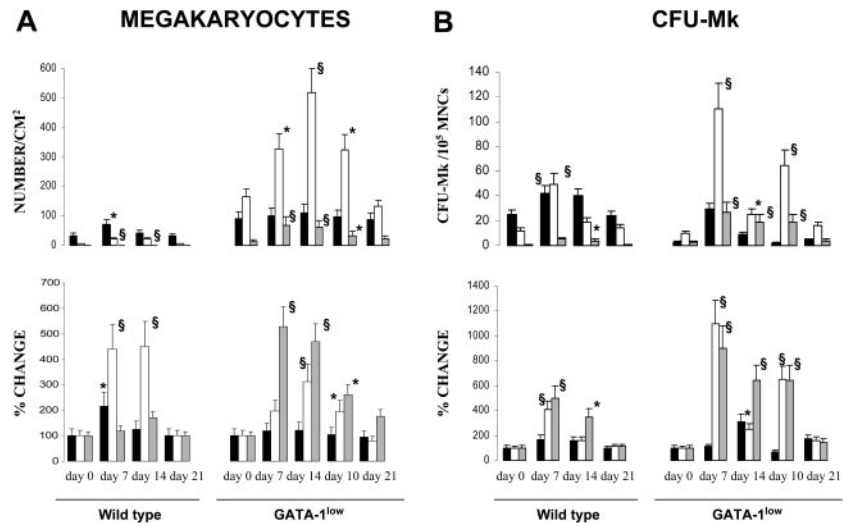 A MEGAKARYOCYTES
NUMBER/CM²
600
500
400
300
200
100
0
* § § § * § § * *
% CHANGE
700
600
500
400
300
200
100
0
* § § § § § * *
day 0 day 7 day 14 day 21 day 0 day 7 day 14 day 10 day 21
Wild type GATA-1low
B CFU-Mk
CFU-Mk /10⁵ MNCs
140
120
100
80
60
40
20
0
§ § * § § * § § §
% CHANGE
1400
1200
1000
800
600
400
200
0
§ § * § § * § § §
day 0 day 7 day 14 day 21 day 0 day 7 day 14 day 10 day 21
Wild type GATA-1low